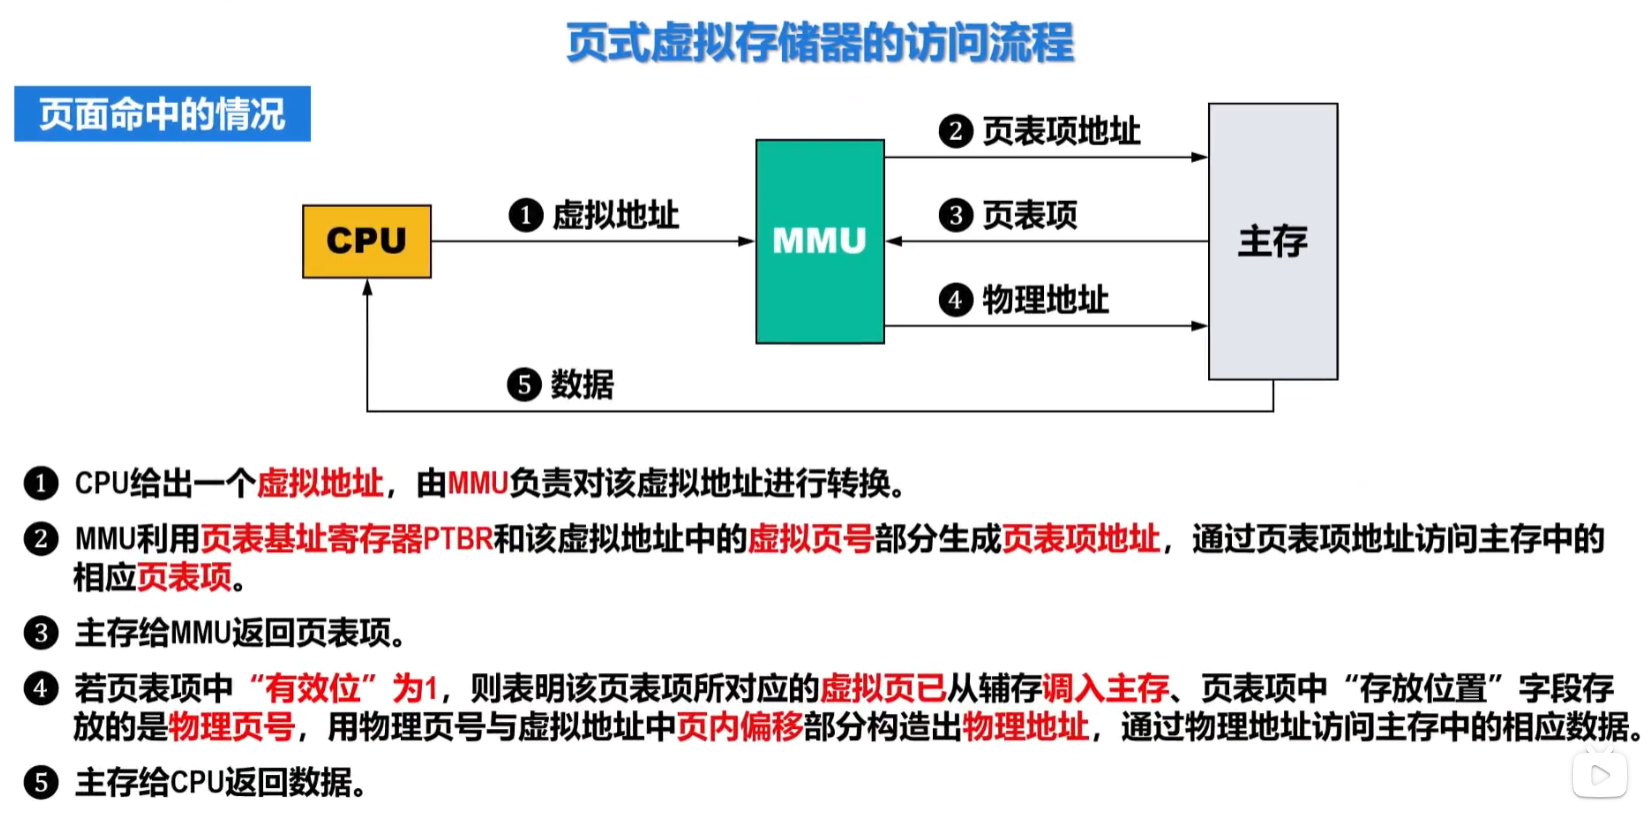 页式虚拟存储器的访问流程
页面命中的情况
❷ 页表项地址
❶ 虚拟地址
❸ 页表项
CPU
MMU
主存
❹ 物理地址
❺ 数据
❶ CPU给出一个虚拟地址，由MMU负责对该虚拟地址进行转换。
❷ MMU利用页表基址寄存器PTBR和该虚拟地址中的虚拟页号部分生成页表项地址，通过页表项地址访问主存中的
相应页表项。
❸ 主存给MMU返回页表项。
❹ 若页表项中“有效位”为1，则表明该页表项所对应的虚拟页已从辅存调入主存、页表项中“存放位置”字段存
放的是物理页号，用物理页号与虚拟地址中页内偏移部分构造出物理地址，通过物理地址访问主存中的相应数据。
❺ 主存给CPU返回数据。